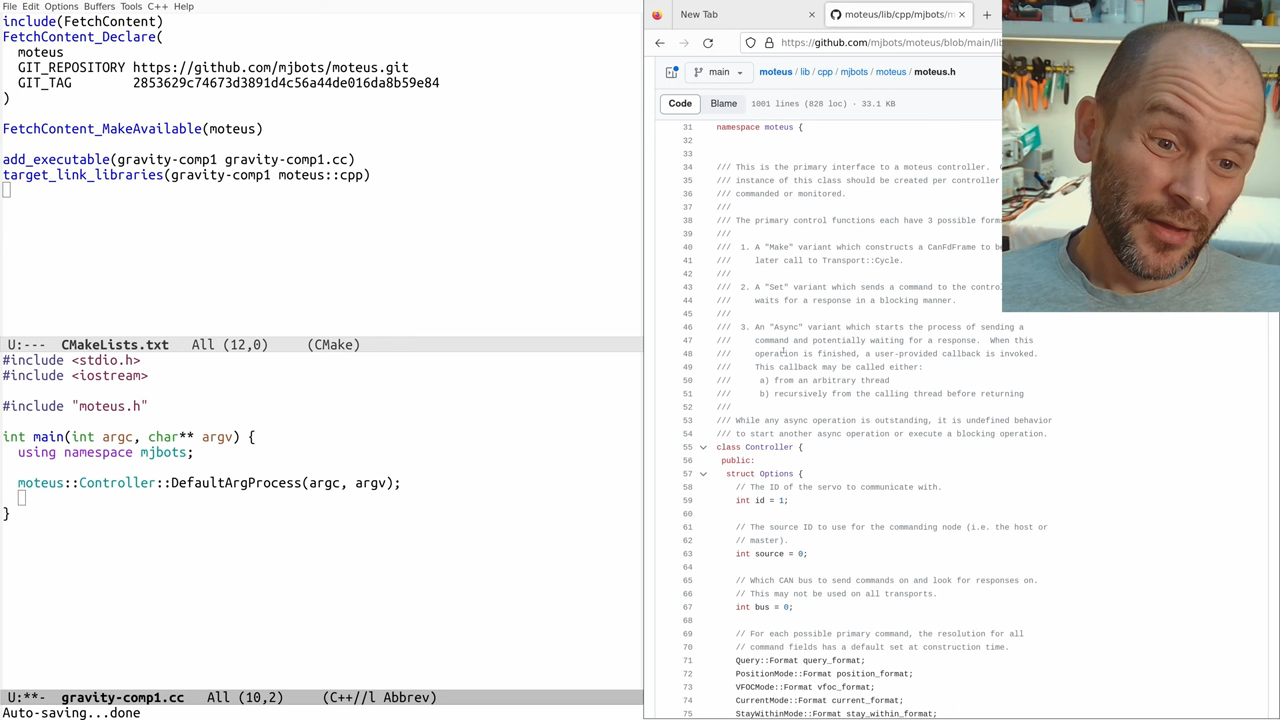 File Edit Options Buffers Tools C++ Help
include(FetchContent)
FetchContent_Declare(
  moteus
  GIT_REPOSITORY https://github.com/mjbots/moteus.git
  GIT_TAG        2853629c74673d3891d4c56a44de016da8b59e84
)
FetchContent_MakeAvailable(moteus)
add_executable(gravity-comp1 gravity-comp1.cc)
target_link_libraries(gravity-comp1 moteus::cpp)
U:--- CMakeLists.txt All (12,0) (CMake)
#include <stdio.h>
#include <iostream>
#include "moteus.h"
int main(int argc, char** argv) {
  using namespace mjbots;
  moteus::Controller::DefaultArgProcess(argc, argv);
}
U:**- gravity-comp1.cc All (10,2) (C++//l Abbrev)
Auto-saving...done
New Tab
moteus/lib/cpp/mjbots/m
https://github.com/mjbots/moteus/blob/main/li
main
moteus / lib / cpp / mjbots / moteus / moteus.h
Code Blame 1001 lines (828 loc) · 33.1 KB
31 namespace moteus {
32
33
34 /// This is the primary interface to a moteus controller.
35 /// instance of this class should be created per controller
36 /// commanded or monitored.
37 ///
38 /// The primary control functions each have 3 possible
39 ///
40 ///  1. A "Make" variant which constructs a CanFdFrame to
41 ///     later call to Transport::Cycle.
42 ///
43 ///  2. A "Set" variant which sends a command to the
44 ///     waits for a response in a blocking manner.
45 ///
46 ///  3. An "Async" variant which starts the process of sending a
47 ///     command and potentially waiting for a response.  When this
48 ///     operation is finished, a user-provided callback is invoked.
49 ///     This callback may be called either:
50 ///      a) from an arbitrary thread
51 ///      b) recursively from the calling thread before returning
52 ///
53 /// While any async operation is outstanding, it is undefined behavior
54 /// to start another async operation or execute a blocking operation.
55 class Controller {
56  public:
57   struct Options {
58     // The ID of the servo to communicate with.
59     int id = 1;
60
61     // The source ID to use for the commanding node (i.e. the host or
62     // master).
63     int source = 0;
64
65     // Which CAN bus to send commands on and look for responses on.
66     // This may not be used on all transports.
67     int bus = 0;
68
69     // For each possible primary command, the resolution for all
70     // command fields has a default set at construction time.
71     Query::Format query_format;
72     PositionMode::Format position_format;
73     VFOCMode::Format vfoc_format;
74     CurrentMode::Format current_format;
75     StayWithinMode::Format stay_within_format;